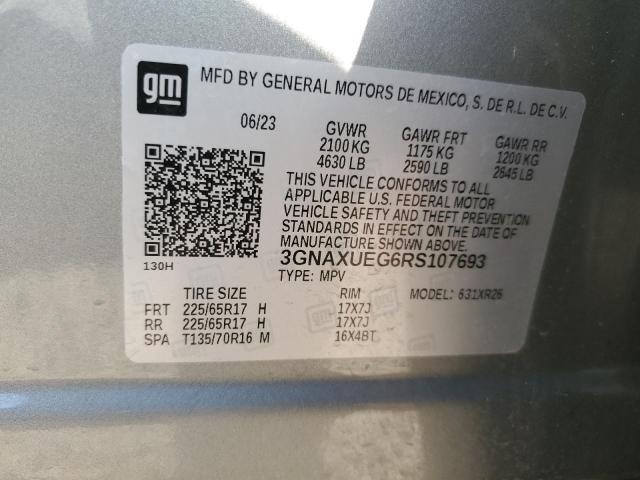 gm
MFD BY GENERAL MOTORS DE MEXICO, S. DE R.L. DE C.V.
06/23 GVWR GAWR FRT GAWR RR
2100 KG 1175 KG 1200 KG
4630 LB 2590 LB 2645 LB
THIS VEHICLE CONFORMS TO ALL
APPLICABLE U.S. FEDERAL MOTOR
VEHICLE SAFETY AND THEFT PREVENTION
STANDARDS IN EFFECT ON THE DATE OF
MANUFACTURE SHOWN ABOVE.
3GNAXUEG6RS107693
130H TYPE: MPV MODEL: 631XR26
TIRE SIZE RIM
FRT 225/65R17 H 17X7J
RR 225/65R17 H 17X7J
SPA T135/70R16 M 16X4BT